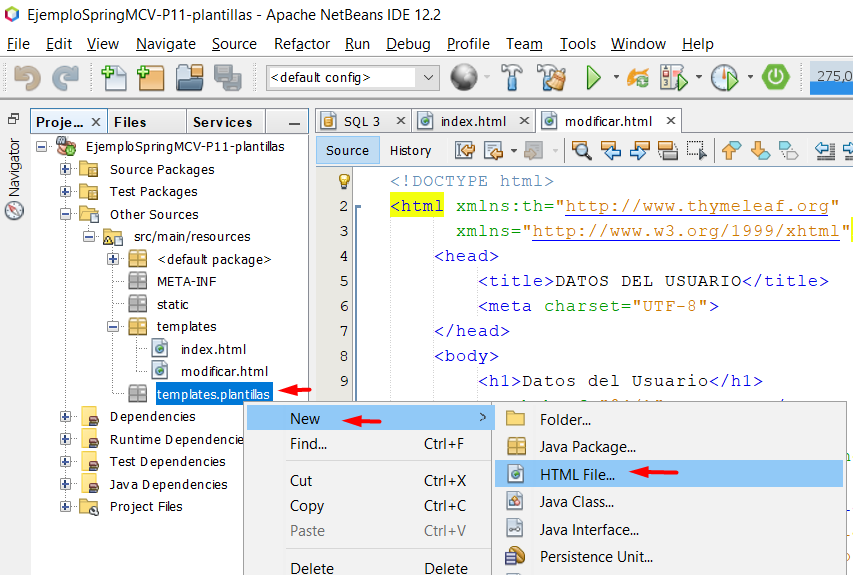 EjemploSpringMCV-P11-plantillas - Apache NetBeans IDE 12.2
File Edit View Navigate Source Refactor Run Debug Profile Team Tools Window Help
<default config>
275,0
Proje... × Files Services
SQL 3 × index.html × modificar.html ×
Navigator
Source History
EjemploSpringMCV-P11-plantillas
Source Packages
Test Packages
Other Sources
src/main/resources
<default package>
META-INF
static
templates
index.html
modificar.html
templates.plantillas
Dependencies
Runtime Dependencie
Test Dependencies
Java Dependencies
Project Files
<!DOCTYPE html>
2 <html xmlns:th="http://www.thymeleaf.org"
3 xmlns="http://www.w3.org/1999/xhtml"
4 <head>
5 <title>DATOS DEL USUARIO</title>
6 <meta charset="UTF-8">
7 </head>
8 <body>
9 <h1>Datos del Usuario</h1>
New >
Find... Ctrl+F
Cut Ctrl+X
Copy Ctrl+C
Paste Ctrl+V
Delete Delete
Folder...
Java Package...
HTML File...
Java Class...
Java Interface...
Persistence Unit...